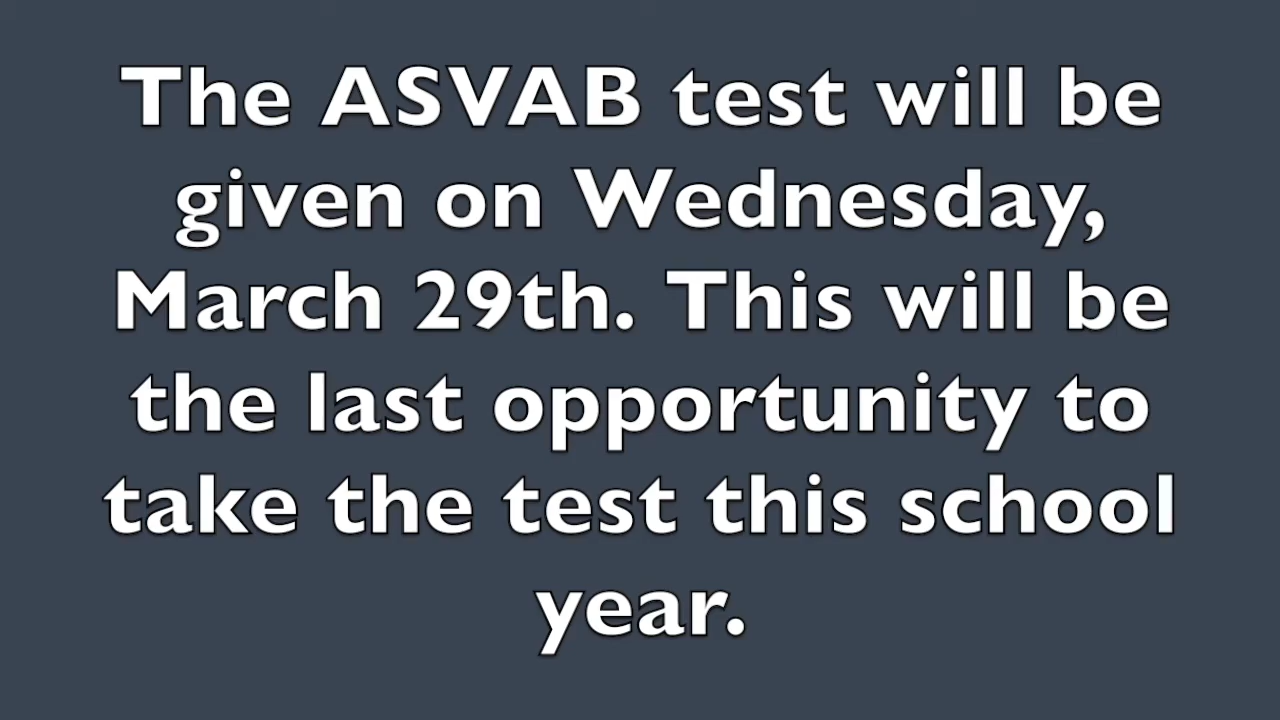 The ASVAB test will be
given on Wednesday,
March 29th. This will be
the last opportunity to
take the test this school
year.